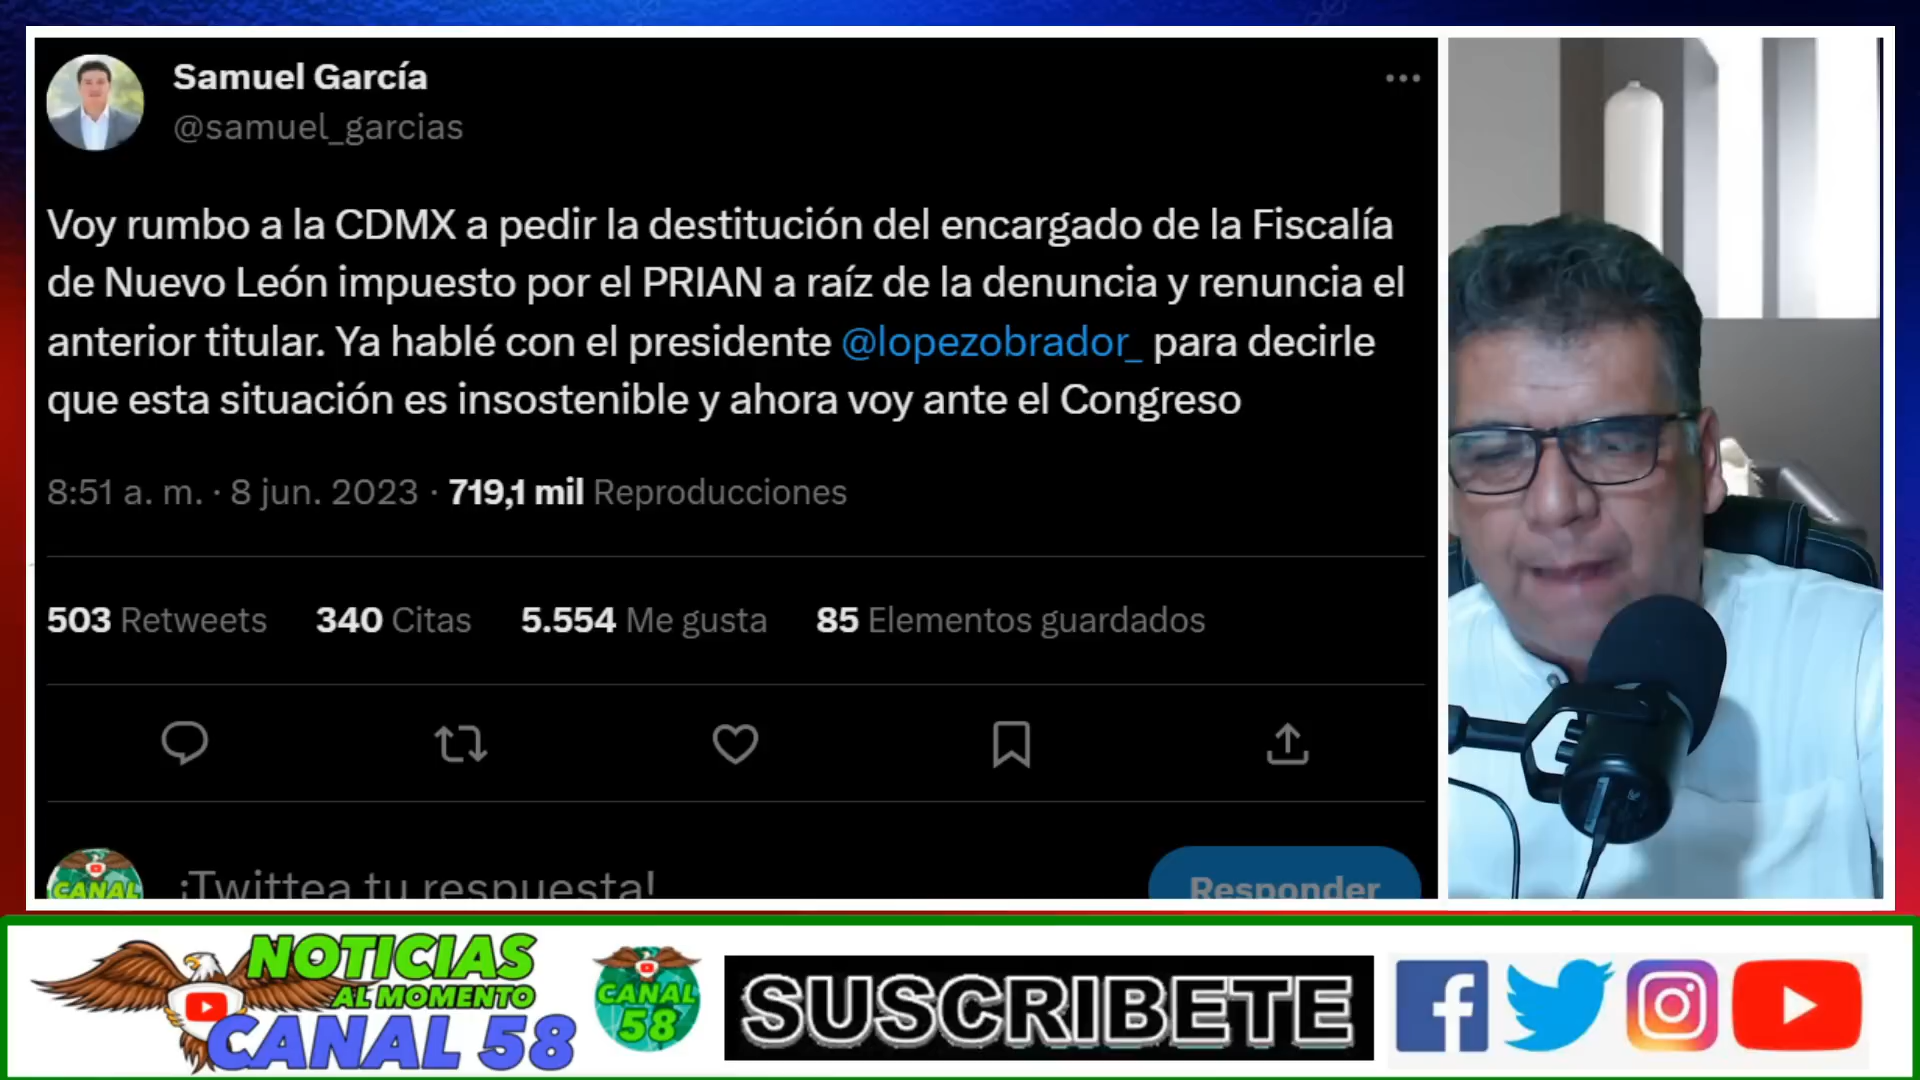 Samuel García
@samuel_garcias
Voy rumbo a la CDMX a pedir la destitución del encargado de la Fiscalía
de Nuevo León impuesto por el PRIAN a raíz de la denuncia y renuncia el
anterior titular. Ya hablé con el presidente @lopezobrador_ para decirle
que esta situación es insostenible y ahora voy ante el Congreso
8:51 a. m. · 8 jun. 2023 · 719,1 mil Reproducciones
503 Retweets 340 Citas 5.554 Me gusta 85 Elementos guardados
CANAL
¡Twittea tu respuesta!
Responder
NOTICIAS
AL MOMENTO
CANAL 58
CANAL
58
SUSCRIBETE